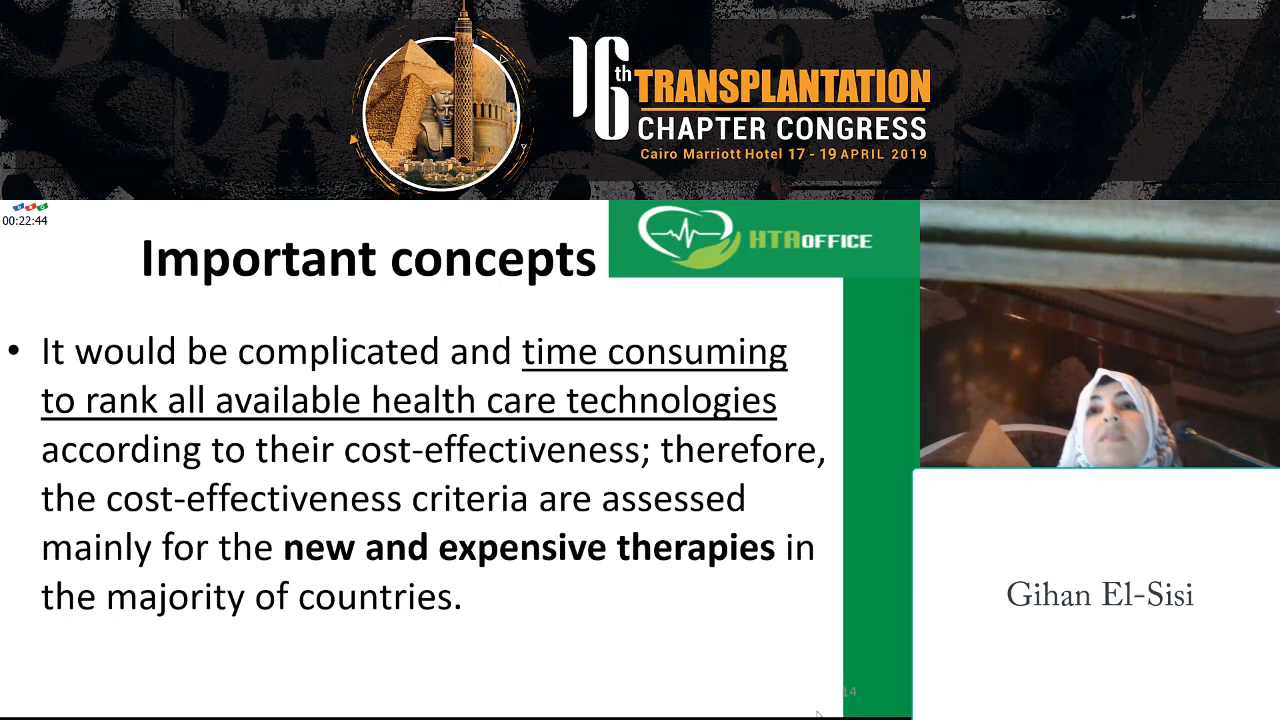 16th TRANSPLANTATION
CHAPTER CONGRESS
Cairo Marriott Hotel 17 - 19 APRIL 2019
00:22:44
HTAOFFICE
Important concepts
• It would be complicated and time consuming
to rank all available health care technologies
according to their cost-effectiveness; therefore,
the cost-effectiveness criteria are assessed
mainly for the new and expensive therapies in
the majority of countries.
Gihan El-Sisi
14